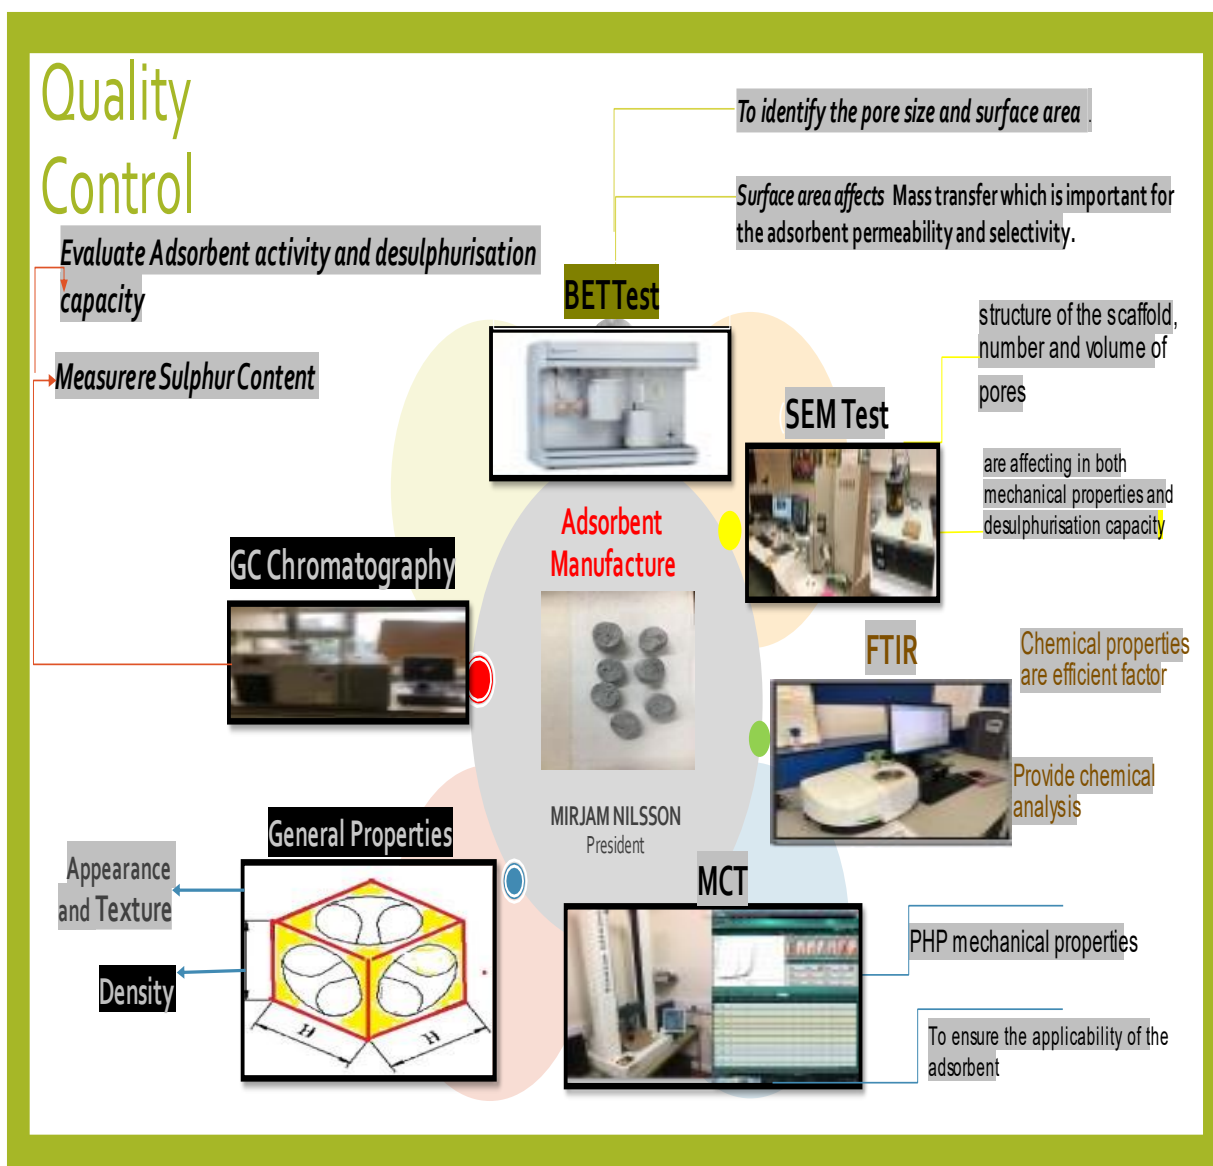 Quality
Control
To identify the pore size and surface area .
Surface area affects Mass transfer which is important for
the adsorbent permeability and selectivity.
Evaluate Adsorbent activity and desulphurisation
capacity
Measurere Sulphur Content
BET Test
structure of the scaffold,
number and volume of
pores
SEM Test
are affecting in both
mechanical properties and
desulphurisation capacity
Adsorbent
Manufacture
GC Chromatography
FTIR
Chemical properties
are efficient factor
Provide chemical
analysis
MIRJAM NILSSON
President
General Properties
Appearance
and Texture
Density
H
H
MCT
PHP mechanical properties
To ensure the applicability of the
adsorbent